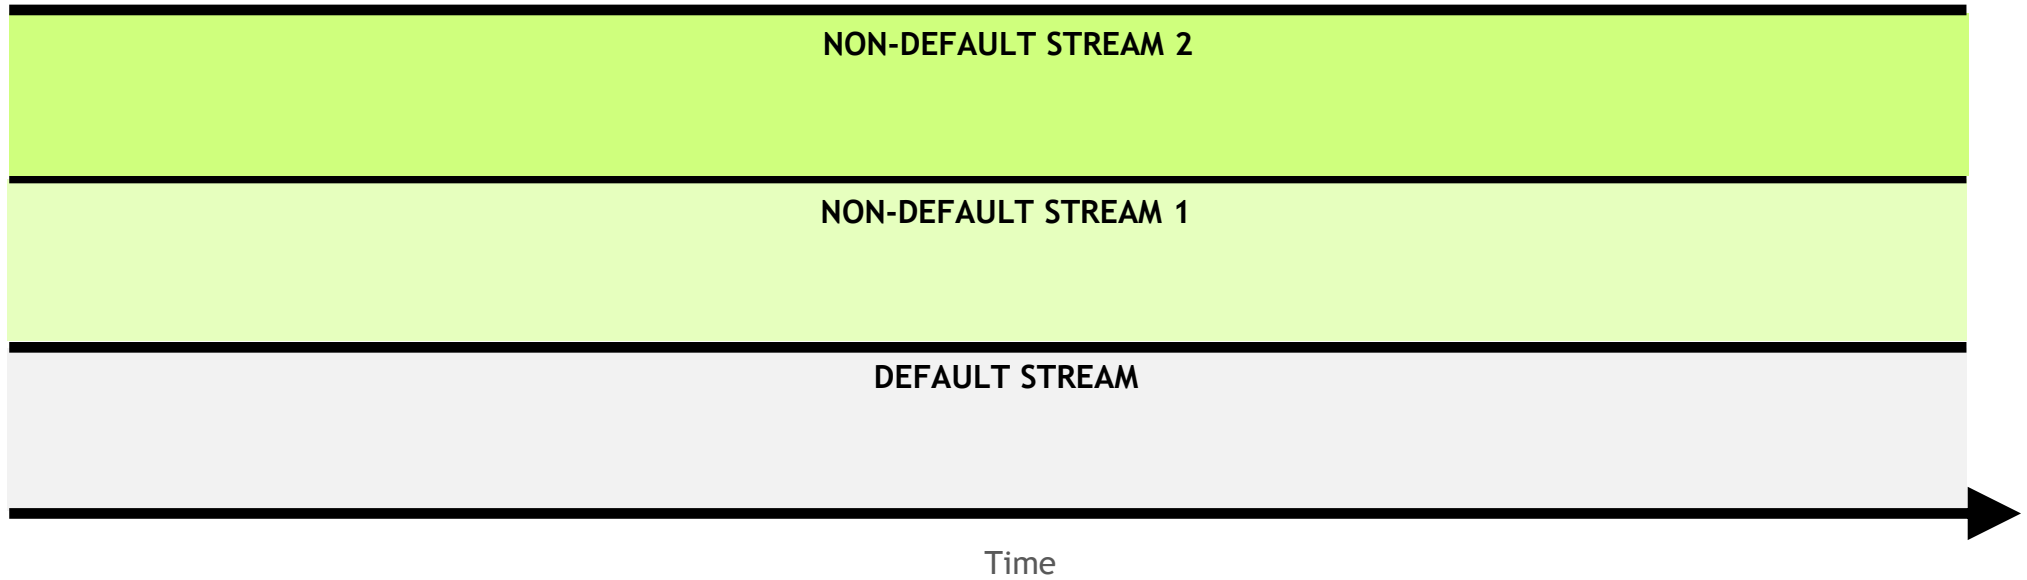 NON-DEFAULT STREAM 2
NON-DEFAULT STREAM 1
DEFAULT STREAM
Time